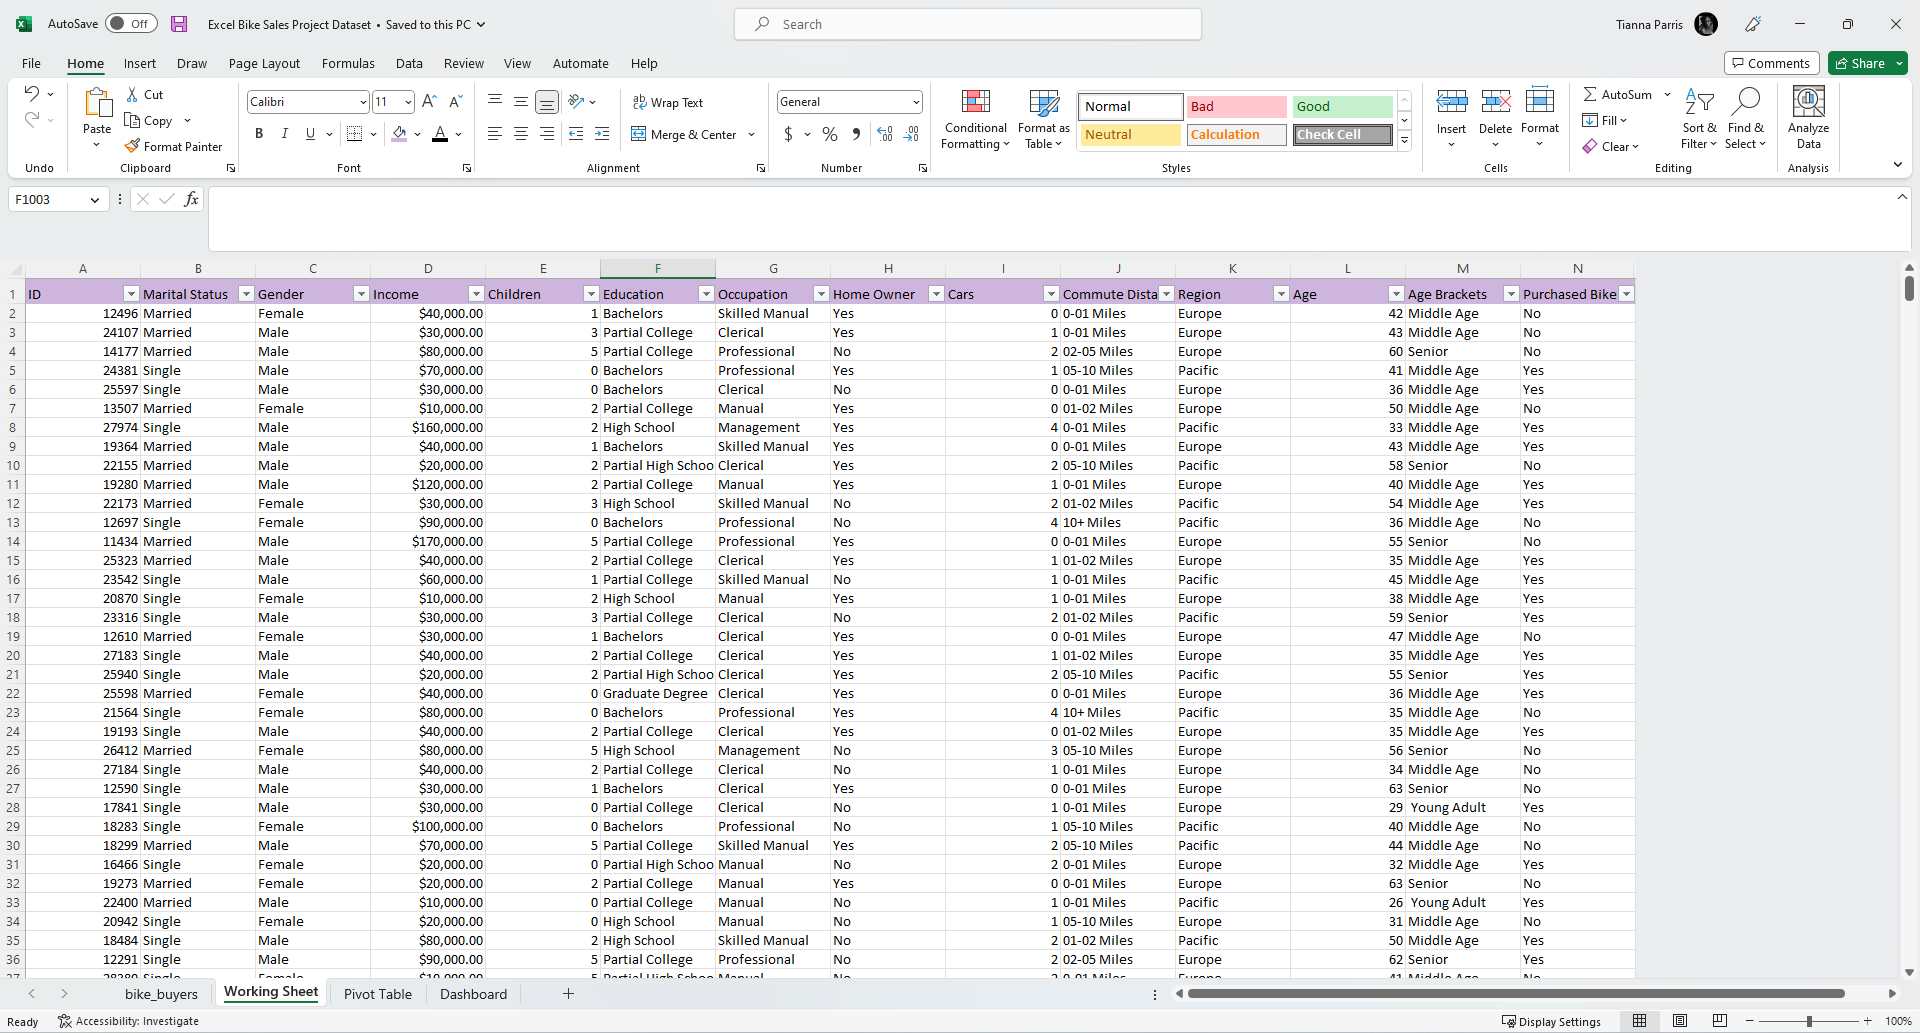 AutoSave Off Excel Bike Sales Project Dataset • Saved to this PC Search Tianna Parris
File Home Insert Draw Page Layout Formulas Data Review View Automate Help Comments Share
Paste Cut Copy Format Painter
Calibri 11 B I U A
Wrap Text Merge & Center
General $ % 9
Conditional Formatting Format as Table
Normal Bad Good
Neutral Calculation Check Cell
Insert Delete Format
AutoSum Fill Clear
Sort & Filter Find & Select Analyze Data
Undo Clipboard Font Alignment Number Styles Cells Editing Analysis
F1003 fx
A B C D E F G H I J K L M N
1 ID Marital Status Gender Income Children Education Occupation Home Owner Cars Commute Dista Region Age Age Brackets Purchased Bike
2 12496 Married Female $40,000.00 1 Bachelors Skilled Manual Yes 0 0-01 Miles Europe 42 Middle Age No
3 24107 Married Male $30,000.00 3 Partial College Clerical Yes 1 0-01 Miles Europe 43 Middle Age No
4 14177 Married Male $80,000.00 5 Partial College Professional No 2 02-05 Miles Europe 60 Senior No
5 24381 Single Male $70,000.00 0 Bachelors Professional Yes 1 05-10 Miles Pacific 41 Middle Age Yes
6 25597 Single Male $30,000.00 0 Bachelors Clerical No 0 0-01 Miles Europe 36 Middle Age Yes
7 13507 Married Female $10,000.00 2 Partial College Manual Yes 0 01-02 Miles Europe 50 Middle Age No
8 27974 Single Male $160,000.00 2 High School Management Yes 4 0-01 Miles Pacific 33 Middle Age Yes
9 19364 Married Male $40,000.00 1 Bachelors Skilled Manual Yes 0 0-01 Miles Europe 43 Middle Age Yes
10 22155 Married Male $20,000.00 2 Partial High Schoo Clerical Yes 2 05-10 Miles Pacific 58 Senior No
11 19280 Married Male $120,000.00 2 Partial College Manual Yes 1 0-01 Miles Europe 40 Middle Age Yes
12 22173 Married Female $30,000.00 3 High School Skilled Manual No 2 01-02 Miles Pacific 54 Middle Age Yes
13 12697 Single Female $90,000.00 0 Bachelors Professional No 4 10+ Miles Pacific 36 Middle Age No
14 11434 Married Male $170,000.00 5 Partial College Professional Yes 0 0-01 Miles Europe 55 Senior No
15 25323 Married Male $40,000.00 2 Partial College Clerical Yes 1 01-02 Miles Europe 35 Middle Age Yes
16 23542 Single Male $60,000.00 1 Partial College Skilled Manual No 1 0-01 Miles Pacific 45 Middle Age Yes
17 20870 Single Female $10,000.00 2 High School Manual Yes 1 0-01 Miles Europe 38 Middle Age Yes
18 23316 Single Male $30,000.00 3 Partial College Clerical No 2 01-02 Miles Pacific 59 Senior Yes
19 12610 Married Female $30,000.00 1 Bachelors Clerical Yes 0 0-01 Miles Europe 47 Middle Age No
20 27183 Single Male $40,000.00 2 Partial College Clerical Yes 1 01-02 Miles Europe 35 Middle Age Yes
21 25940 Single Male $20,000.00 2 Partial High Schoo Clerical Yes 2 05-10 Miles Pacific 55 Senior Yes
22 25598 Married Female $40,000.00 0 Graduate Degree Clerical Yes 0 0-01 Miles Europe 36 Middle Age Yes
23 21564 Single Female $80,000.00 0 Bachelors Professional Yes 4 10+ Miles Pacific 35 Middle Age No
24 19193 Single Male $40,000.00 2 Partial College Clerical Yes 0 01-02 Miles Europe 35 Middle Age Yes
25 26412 Married Female $80,000.00 5 High School Management No 3 05-10 Miles Europe 56 Senior No
26 27184 Single Male $40,000.00 2 Partial College Clerical No 1 0-01 Miles Europe 34 Middle Age No
27 12590 Single Male $30,000.00 1 Bachelors Clerical Yes 0 0-01 Miles Europe 63 Senior No
28 17841 Single Male $30,000.00 0 Partial College Clerical No 1 0-01 Miles Europe 29 Young Adult Yes
29 18283 Single Female $100,000.00 0 Bachelors Professional No 1 05-10 Miles Pacific 40 Middle Age No
30 18299 Married Male $70,000.00 5 Partial College Skilled Manual Yes 2 05-10 Miles Pacific 44 Middle Age No
31 16466 Single Female $20,000.00 0 Partial High Schoo Manual No 2 0-01 Miles Europe 32 Middle Age Yes
32 19273 Married Female $20,000.00 2 Partial College Manual Yes 0 0-01 Miles Europe 63 Senior No
33 22400 Married Male $10,000.00 0 Partial College Manual No 1 0-01 Miles Pacific 26 Young Adult Yes
34 20942 Single Female $20,000.00 0 High School Manual No 1 05-10 Miles Europe 31 Middle Age No
35 18484 Single Male $80,000.00 2 High School Skilled Manual No 2 01-02 Miles Pacific 50 Middle Age Yes
36 12291 Single Male $90,000.00 5 Partial College Professional No 2 02-05 Miles Europe 62 Senior Yes
37 28380 Single Female $10,000.00 5 Partial High Schoo Manual No 2 0-01 Miles Europe 41 Middle Age No
bike_buyers Working Sheet Pivot Table Dashboard
Ready Accessibility: Investigate Display Settings 100%